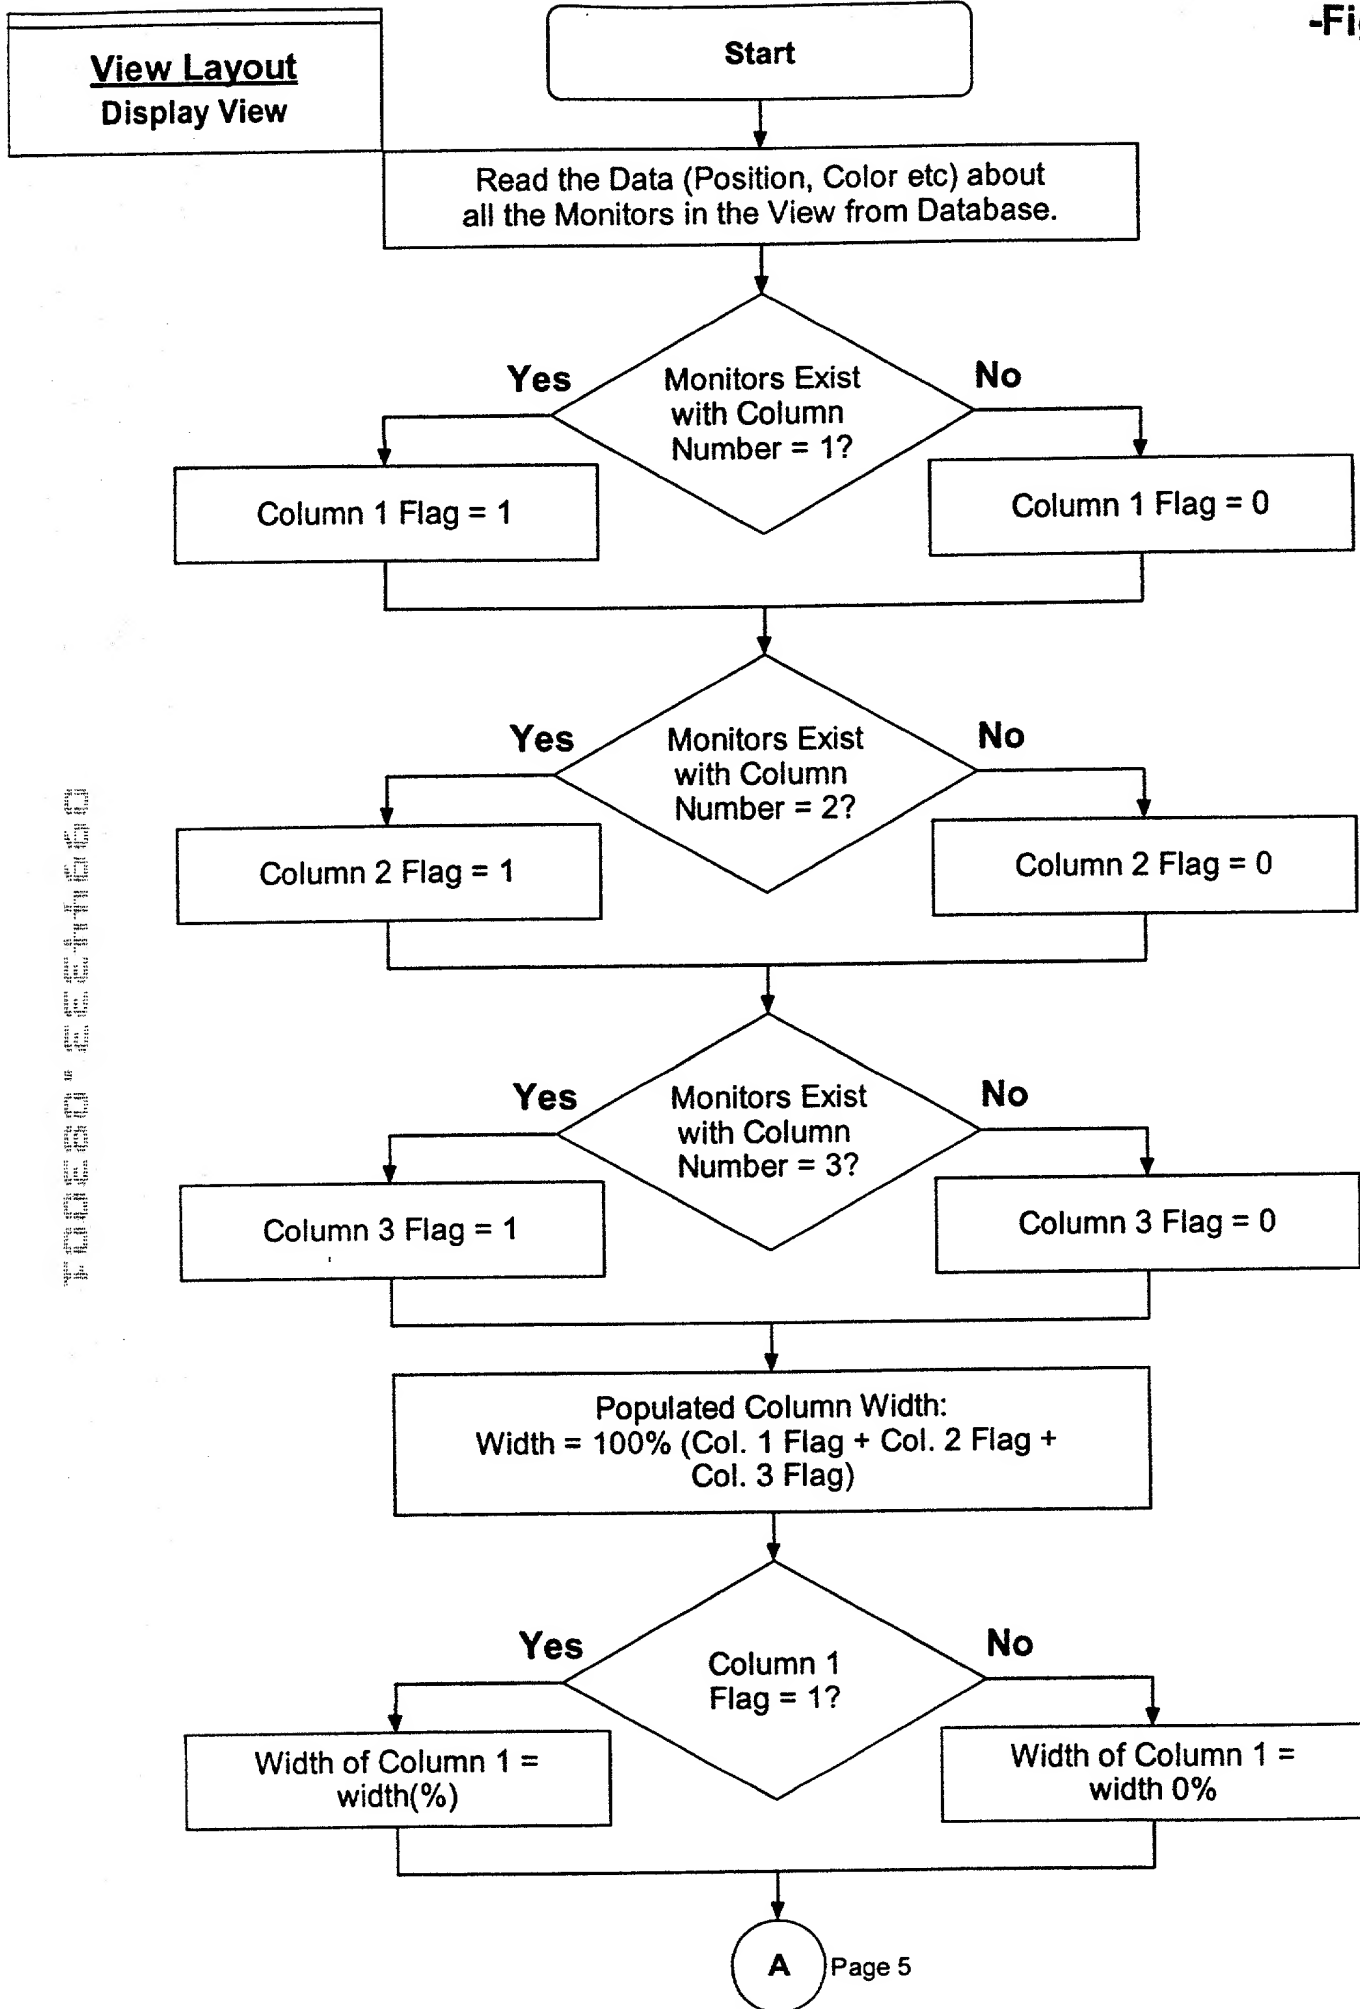 -Fig
View Layout
Display View
Start
Read the Data (Position, Color etc) about
all the Monitors in the View from Database.
Yes
Monitors Exist
with Column
Number = 1?
No
Column 1 Flag = 1
Column 1 Flag = 0
Yes
Monitors Exist
with Column
Number = 2?
No
Column 2 Flag = 1
Column 2 Flag = 0
Yes
Monitors Exist
with Column
Number = 3?
No
Column 3 Flag = 1
Column 3 Flag = 0
Populated Column Width:
Width = 100% (Col. 1 Flag + Col. 2 Flag +
Col. 3 Flag)
Yes
Column 1
Flag = 1?
No
Width of Column 1 =
width(%)
Width of Column 1 =
width 0%
A
Page 5